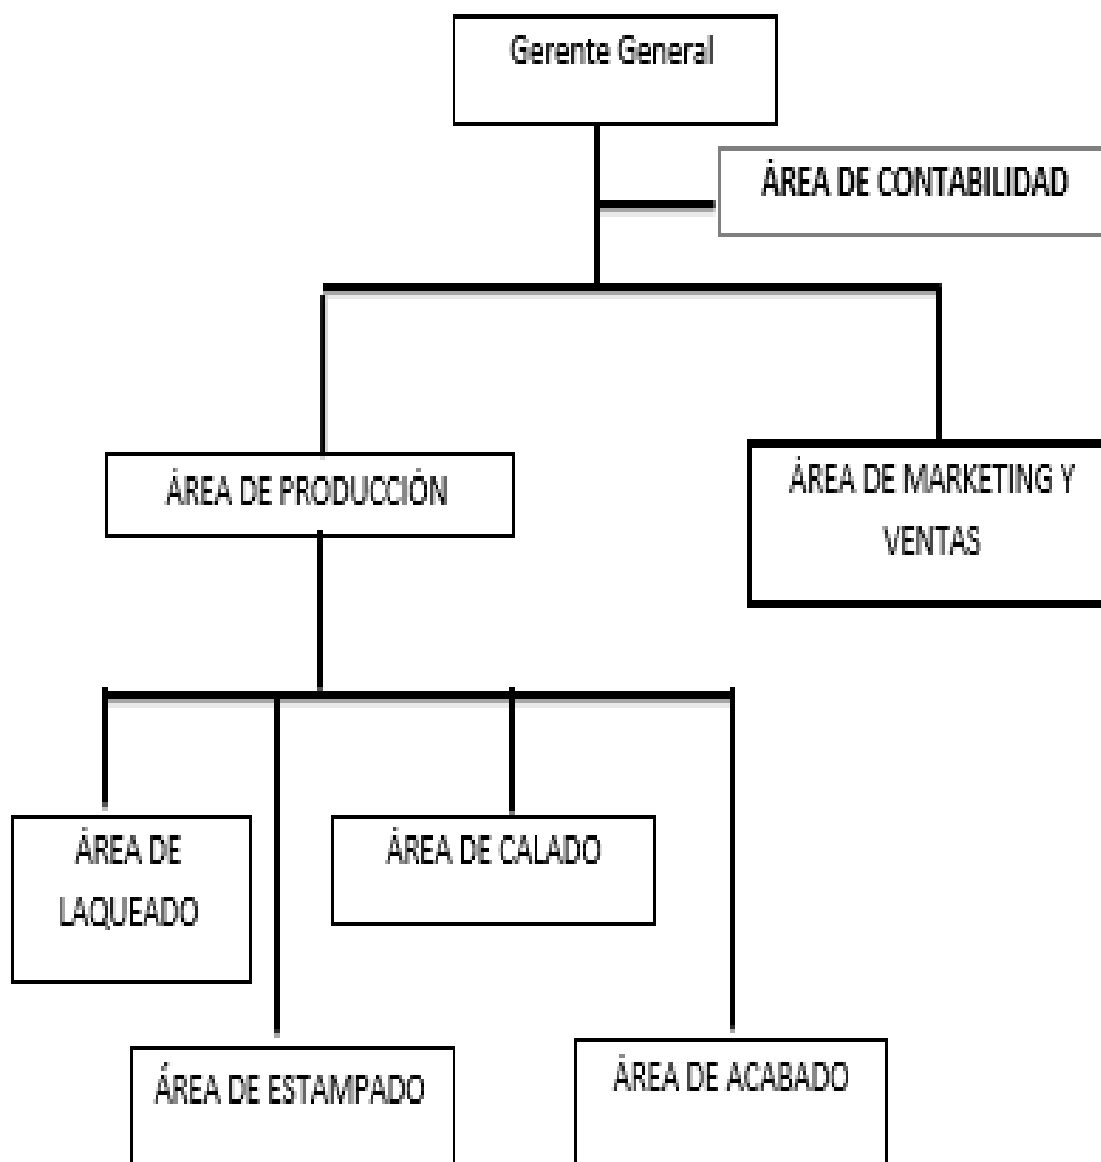 Gerente General
ÁREA DE CONTABILIDAD
ÁREA DE PRODUCCIÓN
ÁREA DE MARKETING Y
VENTAS
ÁREA DE
LAQUEADO
ÁREA DE CALADO
ÁREA DE ESTAMPADO
ÁREA DE ACABADO